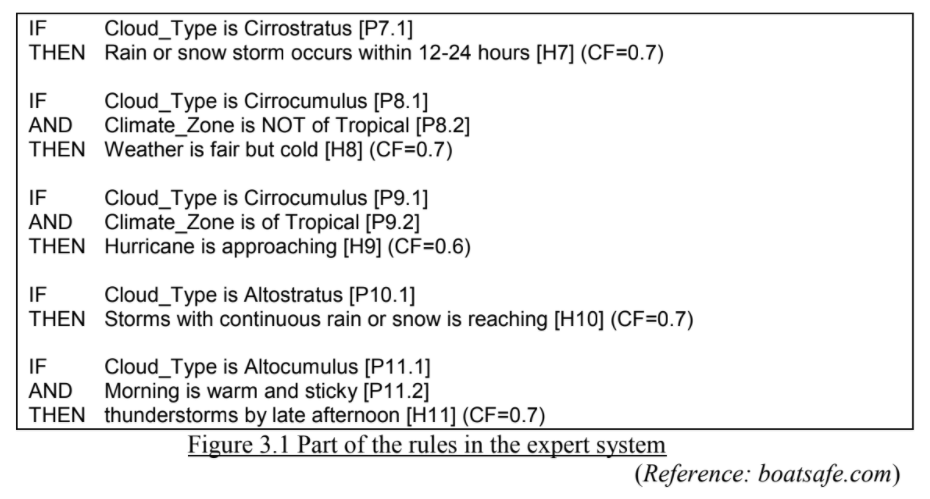 IF Cloud_Type is Cirrostratus [P7.1]
THEN Rain or snow storm occurs within 12-24 hours [H7] (CF=0.7)
IF Cloud_Type is Cirrocumulus [P8.1]
AND Climate_Zone is NOT of Tropical [P8.2]
THEN Weather is fair but cold [H8] (CF=0.7)
IF Cloud_Type is Cirrocumulus [P9.1]
AND Climate_Zone is of Tropical [P9.2]
THEN Hurricane is approaching [H9] (CF=0.6)
IF Cloud_Type is Altostratus [P10.1]
THEN Storms with continuous rain or snow is reaching [H10] (CF=0.7)
IF Cloud_Type is Altocumulus [P11.1]
AND Morning is warm and sticky [P11.2]
THEN thunderstorms by late afternoon [H11] (CF=0.7)
Figure 3.1 Part of the rules in the expert system
(Reference: boatsafe.com)